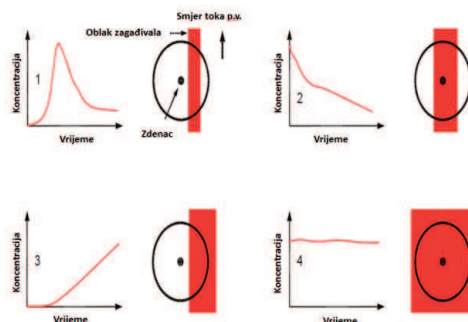 Smjer toka p.v.
Oblak zagađivala
Koncentracija
1
Vrijeme
Zdenac
Koncentracija
2
Vrijeme
Koncentracija
3
Vrijeme
Koncentracija
4
Vrijeme